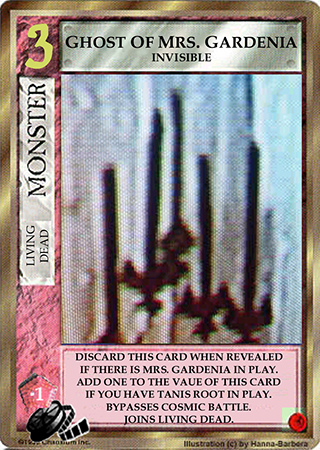 3
GHOST OF MRS. GARDENIA
INVISIBLE
MONSTER
LIVING
DEAD
DISCARD THIS CARD WHEN REVEALED
IF THERE IS MRS. GARDENIA IN PLAY.
ADD ONE TO THE VAUE OF THIS CARD
IF YOU HAVE TANIS ROOT IN PLAY.
BYPASSES COSMIC BATTLE.
JOINS LIVING DEAD.
-1
Chaosium Inc.
Illustration (c) by Hanna-Barbera